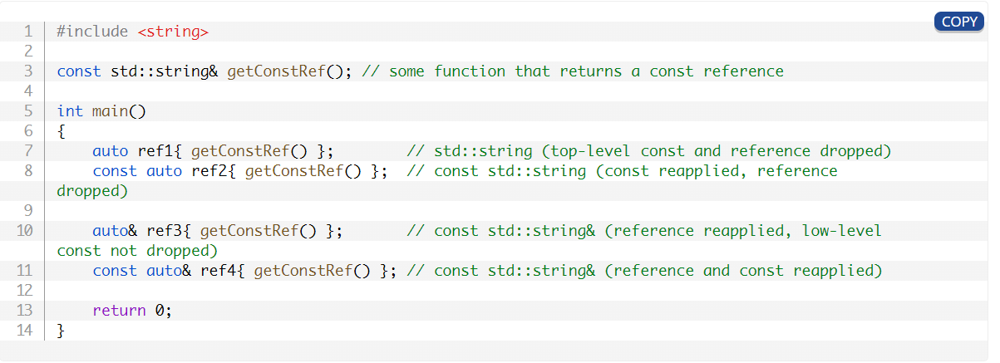 COPY
1 #include <string>
2
3 const std::string& getConstRef(); // some function that returns a const reference
4
5 int main()
6 {
7     auto ref1{ getConstRef() };        // std::string (top-level const and reference dropped)
8     const auto ref2{ getConstRef() };  // const std::string (const reapplied, reference
dropped)
9
10     auto& ref3{ getConstRef() };       // const std::string& (reference reapplied, low-level
const not dropped)
11     const auto& ref4{ getConstRef() }; // const std::string& (reference and const reapplied)
12
13     return 0;
14 }